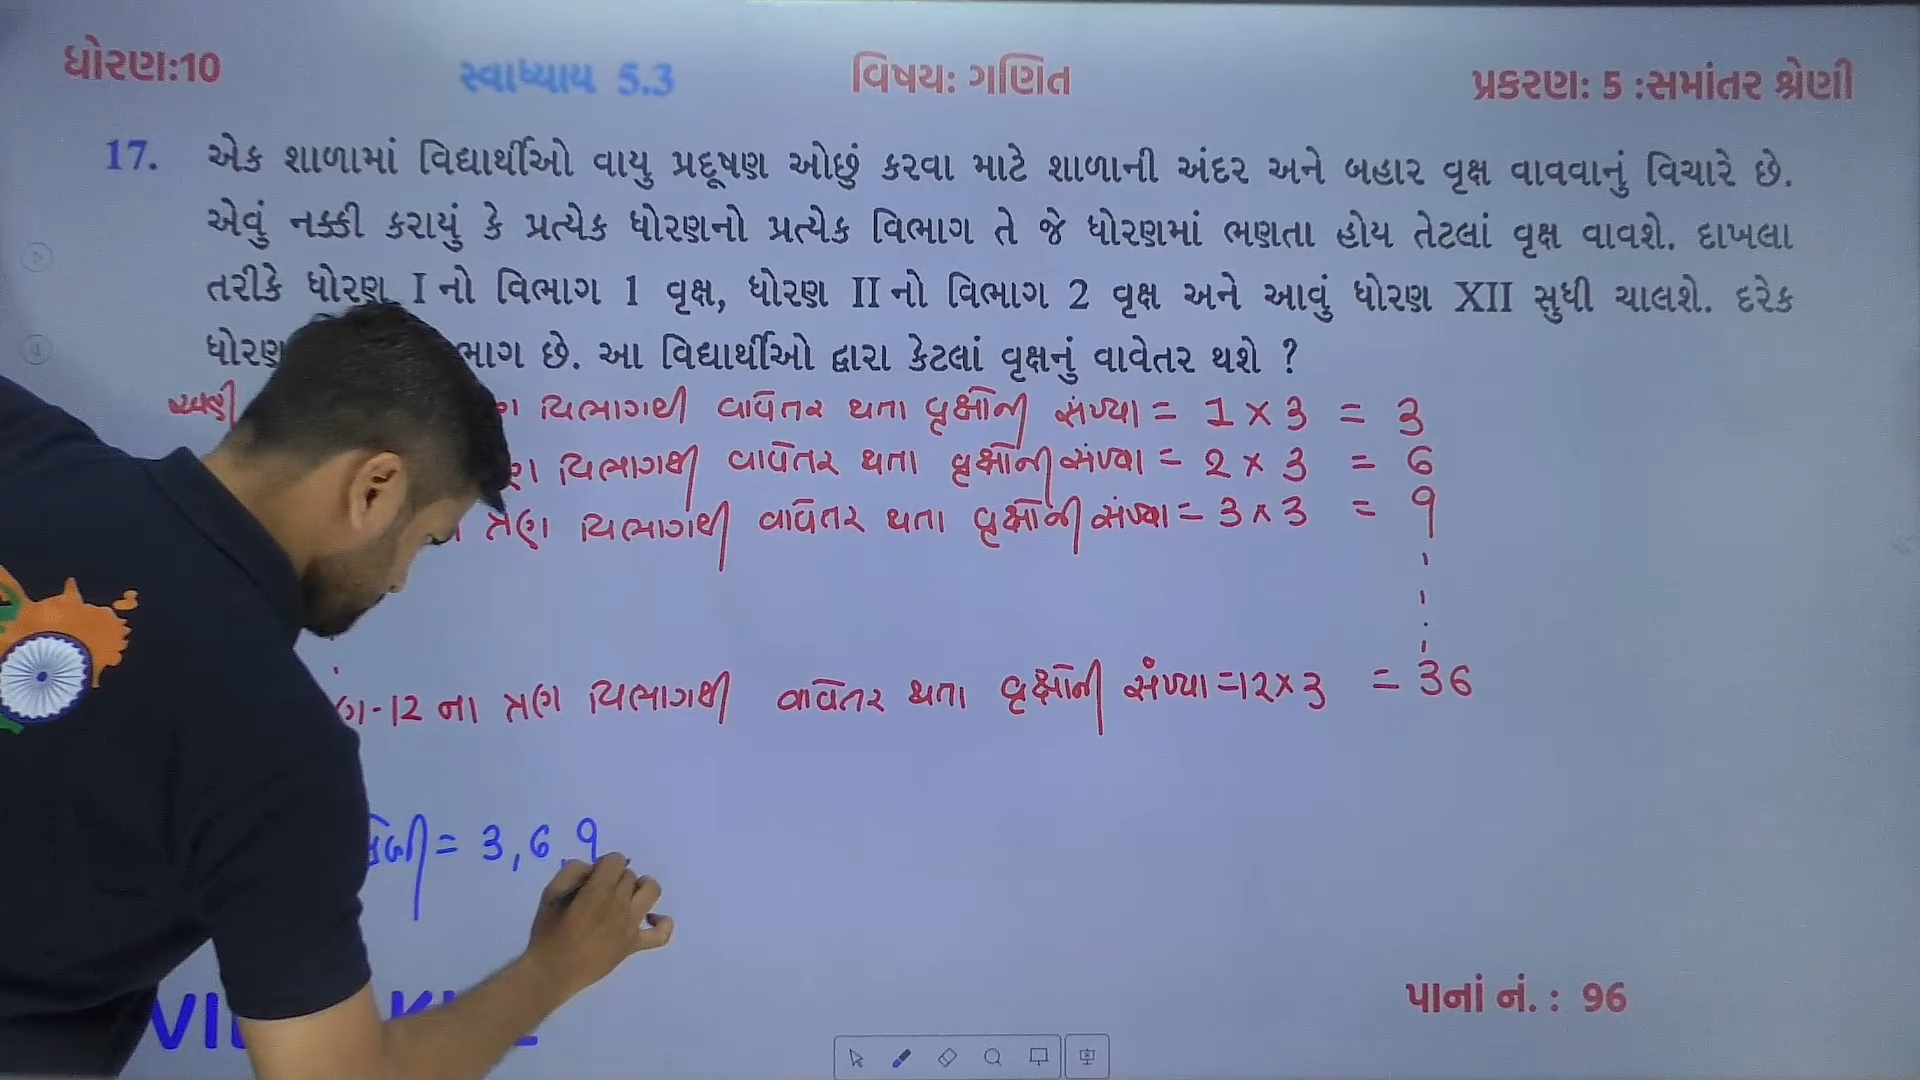 ધોરણ:10 સ્વાધ્યાય 5.3 વિષય: ગણિત પ્રકરણ: 5 :સમાંતર શ્રેણી
17. એક શાળામાં વિદ્યાર્થીઓ વાયુ પ્રદૂષણ ઓછું કરવા માટે શાળાની અંદર અને બહાર વૃક્ષ વાવવાનું વિચારે છે.
એવું નક્કી કરાયું કે પ્રત્યેક ધોરણનો પ્રત્યેક વિભાગ તે જે ધોરણમાં ભણતા હોય તેટલાં વૃક્ષ વાવશે. દાખલા
તરીકે ધોરણ I નો વિભાગ 1 વૃક્ષ, ધોરણ II નો વિભાગ 2 વૃક્ષ અને આવું ધોરણ XII સુધી ચાલશે. દરેક
ધોરણ છે. આ વિદ્યાર્થીઓ દ્વારા કેટલાં વૃક્ષનું વાવેતર થશે ?
વિભાગથી વાવેતર થતા વૃક્ષોની સંખ્યા = 1 × 3 = 3
વિભાગથી વાવેતર થતા વૃક્ષોની સંખ્યા = 2 × 3 = 6
ત્રણ વિભાગથી વાવેતર થતા વૃક્ષોની સંખ્યા = 3 × 3 = 9
-12 ના ત્રણ વિભાગથી વાવેતર થતા વૃક્ષોની સંખ્યા = 12 × 3 = 36
= 3, 6, 9
પાનાં નં. : 96